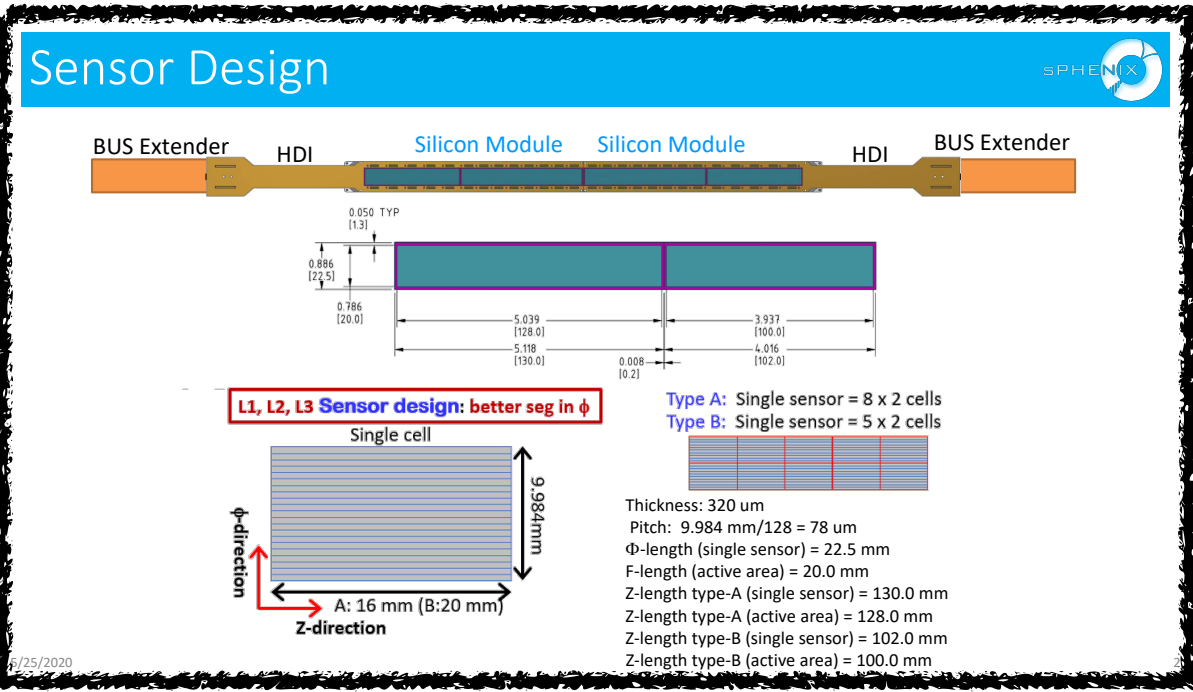 Sensor Design
sPHENIX
BUS Extender
HDI
Silicon Module
Silicon Module
HDI
BUS Extender
0.050 TYP
[1.3]
0.886
[22.5]
0.786
[20.0]
5.039
[128.0]
3.937
[100.0]
5.118
[130.0]
0.008
[0.2]
4.016
[102.0]
L1, L2, L3 Sensor design: better seg in ϕ
Single cell
9.984mm
ϕ-direction
A: 16 mm (B:20 mm)
Z-direction
Type A: Single sensor = 8 x 2 cells
Type B: Single sensor = 5 x 2 cells
Thickness: 320 um
Pitch: 9.984 mm/128 = 78 um
Φ-length (single sensor) = 22.5 mm
F-length (active area) = 20.0 mm
Z-length type-A (single sensor) = 130.0 mm
Z-length type-A (active area) = 128.0 mm
Z-length type-B (single sensor) = 102.0 mm
Z-length type-B (active area) = 100.0 mm
5/25/2020
2